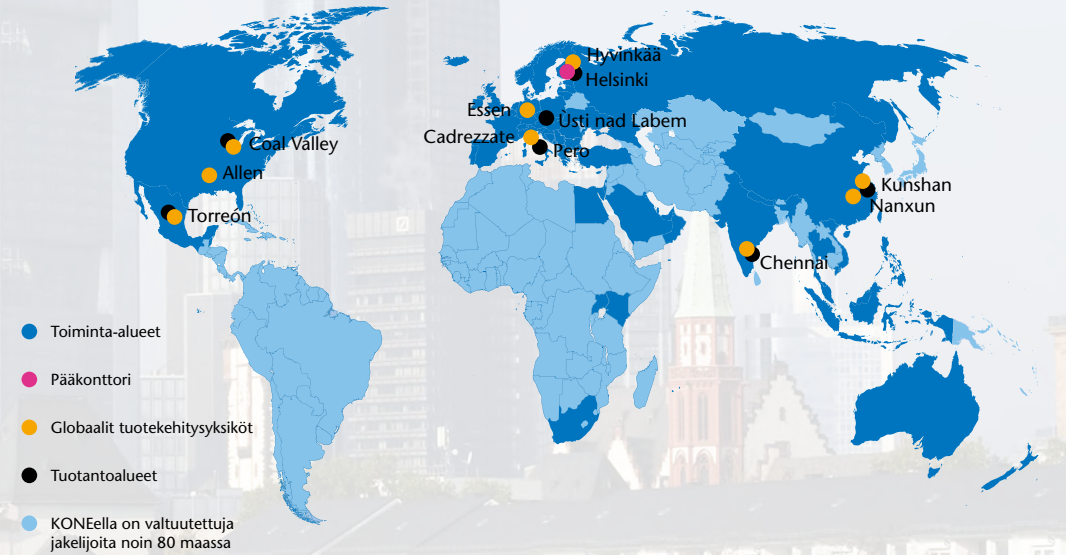 Hyvinkää
Helsinki
Essen
Ústí nad Labem
Cadrezzate
Pero
Coal Valley
Allen
Torreón
Kunshan
Nanxun
Chennai
Toiminta-alueet
Pääkonttori
Globaalit tuotekehitysyksiköt
Tuotantoalueet
KONEella on valtuutettuja
jakelijoita noin 80 maassa